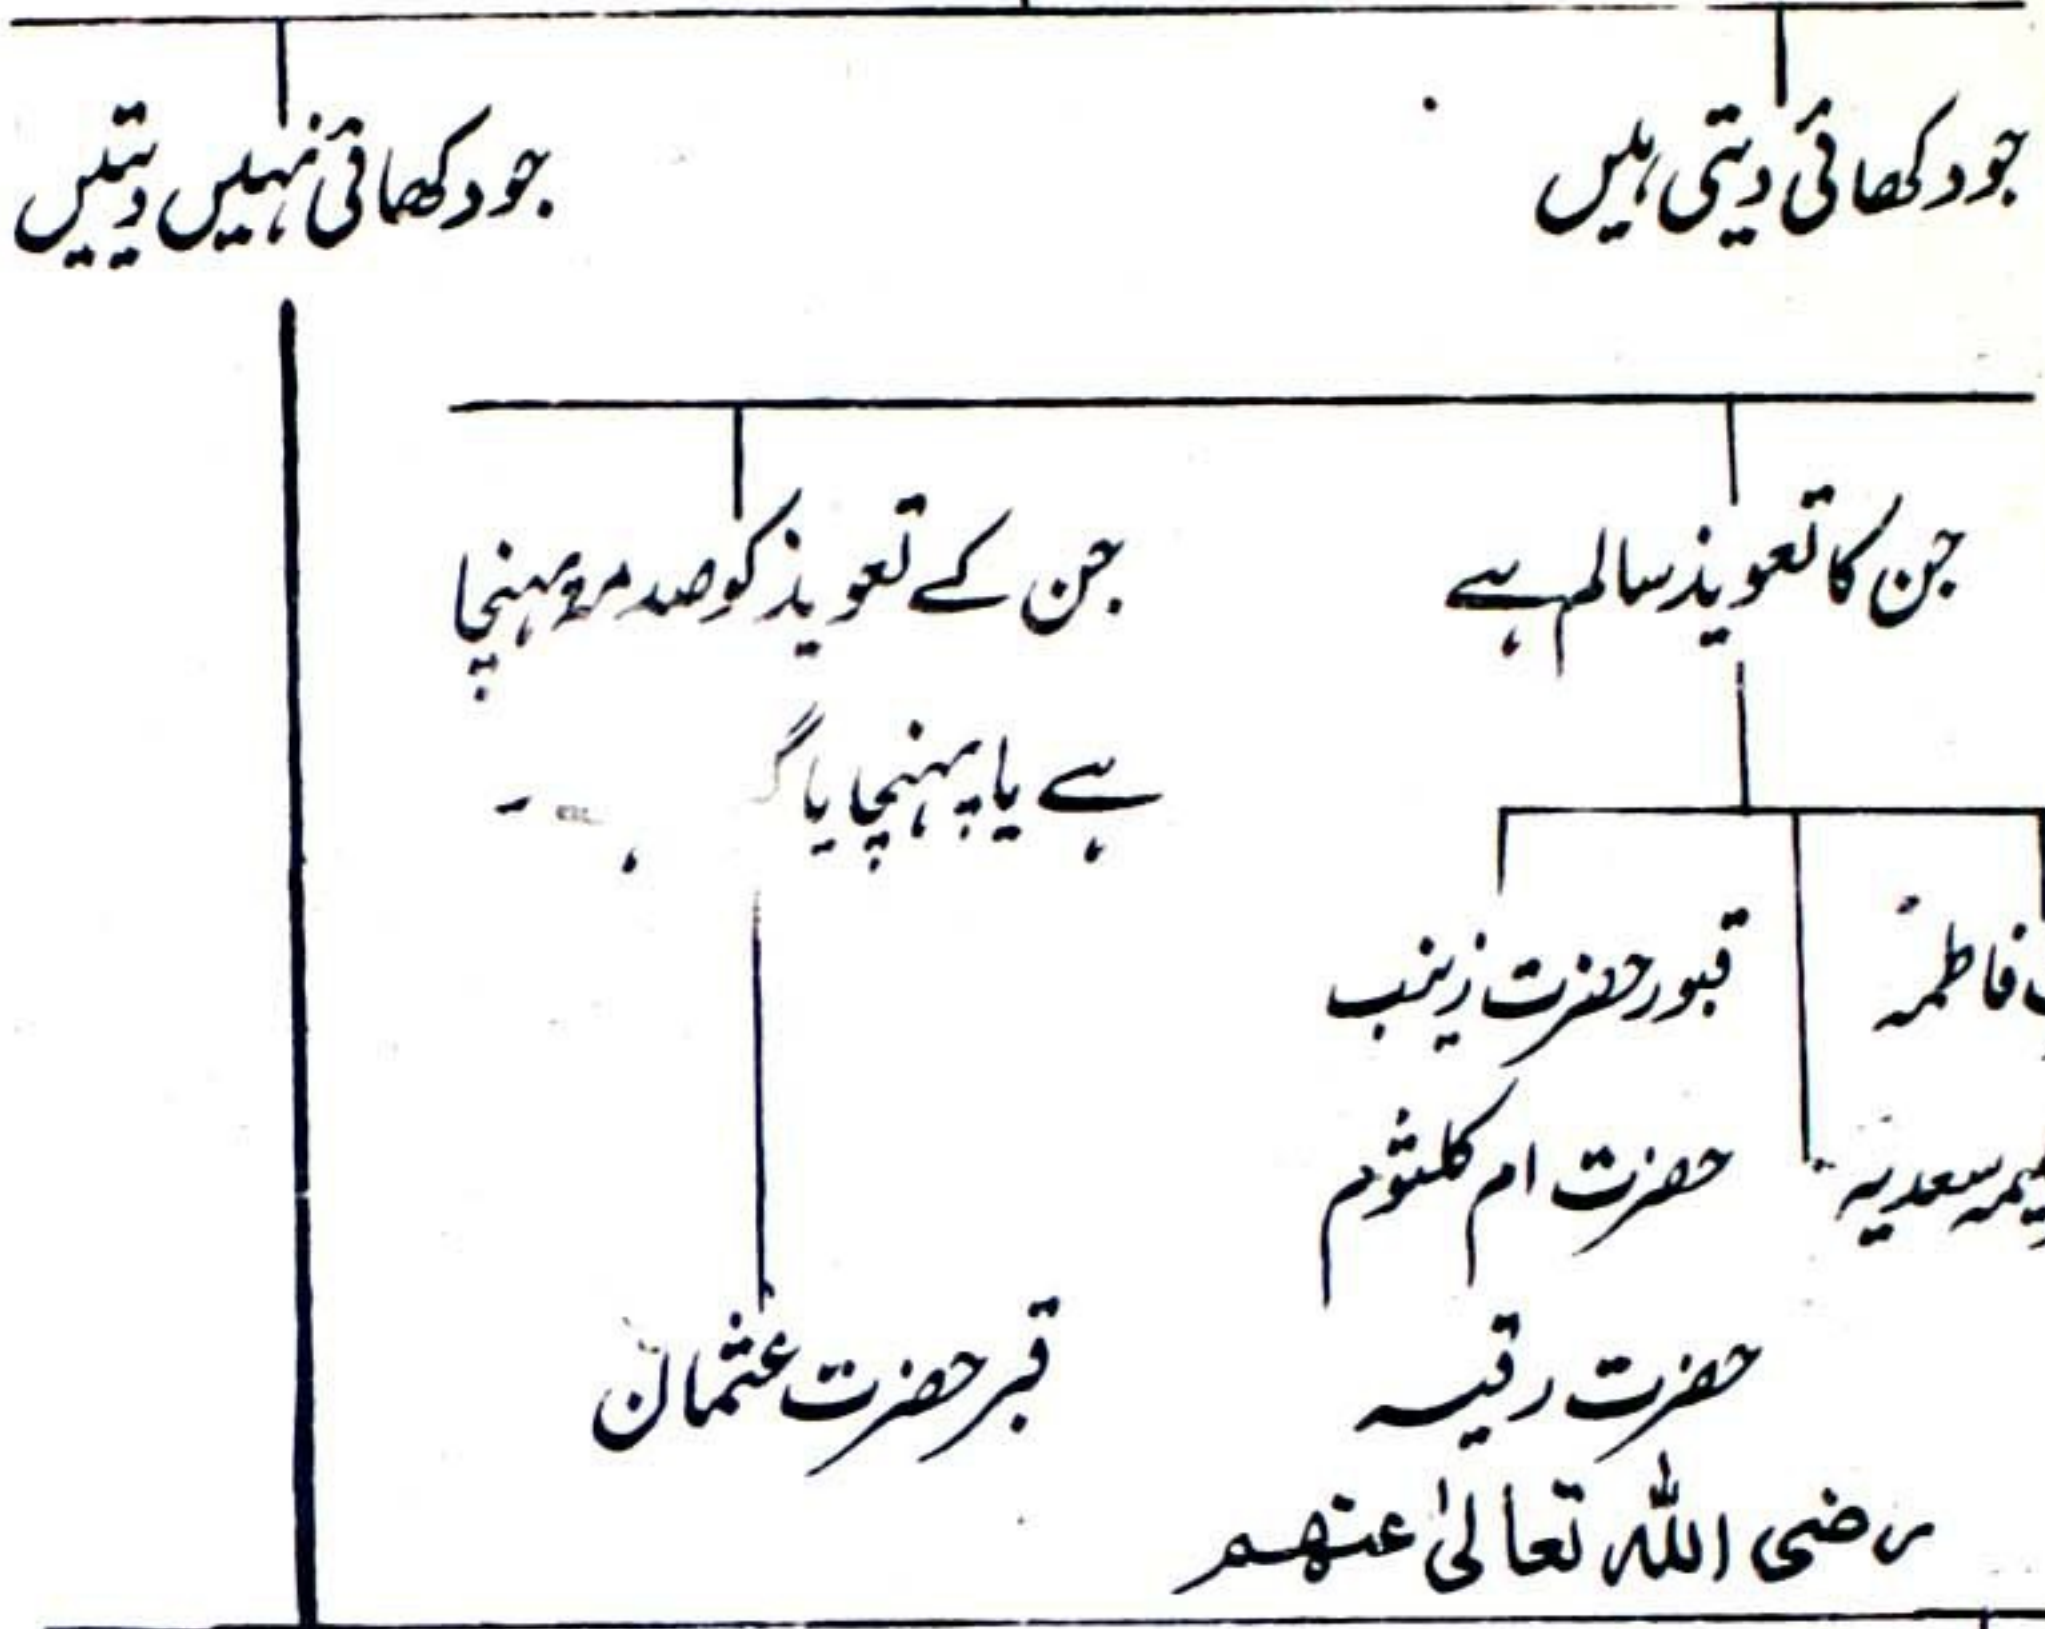 جو دکھائی دیتی ہیں
جو دکھائی نہیں دیتیں
جن کا تعویذ سالم ہے
جن کے تعویذ کو صدمہ پہنچا
ہے یا پہنچایا
فاطمہؓ
قبور حضرت زینب
سعدیہ
حضرت ام کلثوم
حضرت رقیہ
قبر حضرت عثمان
رضی اللہ تعالیٰ عنھم